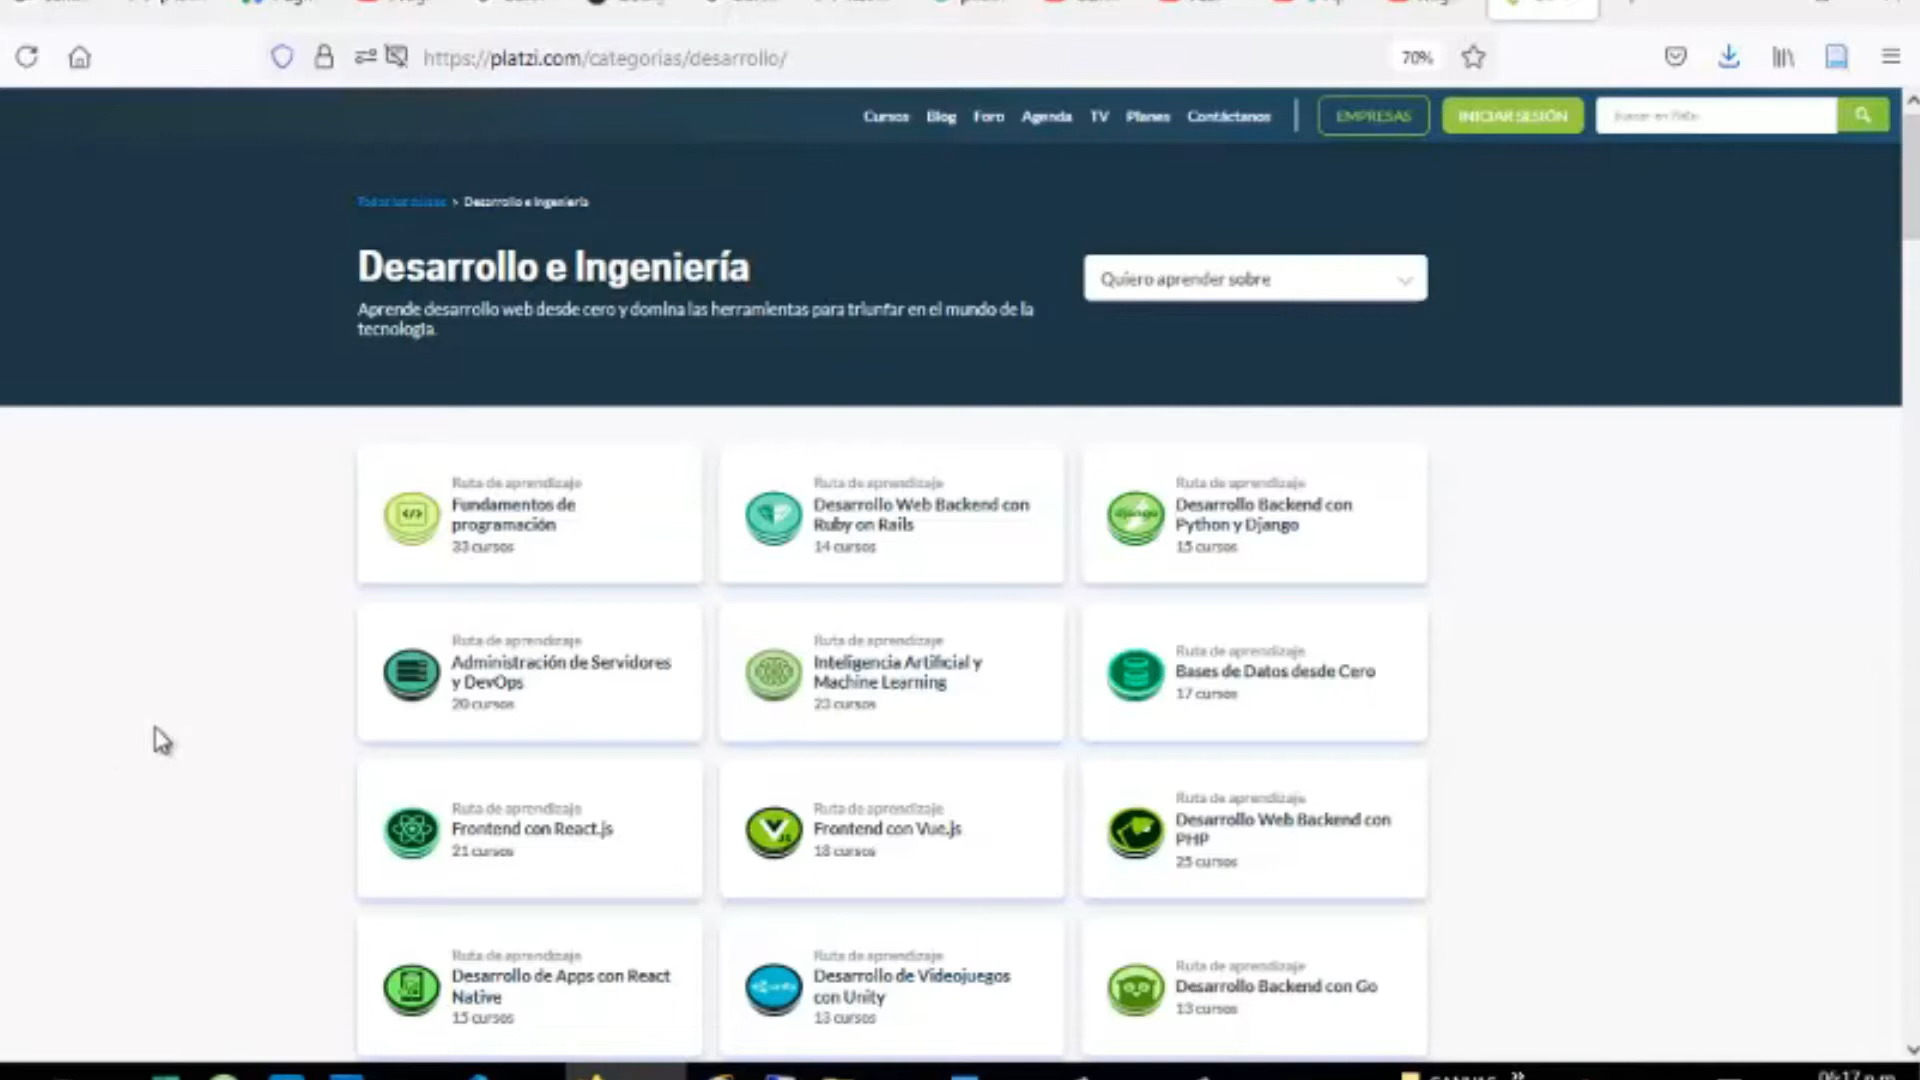 https://platzi.com/categorias/desarrollo/
70%
Cursos Blog Foro Agenda TV Planes Contáctanos
EMPRESAS
INICIAR SESIÓN
> Desarrollo e Ingeniería
Desarrollo e Ingeniería
Aprende desarrollo web desde cero y domina las herramientas para triunfar en el mundo de la
tecnología.
Quiero aprender sobre
Ruta de aprendizaje
Fundamentos de
programación
33 cursos
Ruta de aprendizaje
Desarrollo Web Backend con
Ruby on Rails
14 cursos
Ruta de aprendizaje
Desarrollo Backend con
Python y Django
15 cursos
Ruta de aprendizaje
Administración de Servidores
y DevOps
20 cursos
Ruta de aprendizaje
Inteligencia Artificial y
Machine Learning
23 cursos
Ruta de aprendizaje
Bases de Datos desde Cero
17 cursos
Ruta de aprendizaje
Frontend con React.js
21 cursos
Ruta de aprendizaje
Frontend con Vue.js
18 cursos
Ruta de aprendizaje
Desarrollo Web Backend con
PHP
25 cursos
Ruta de aprendizaje
Desarrollo de Apps con React
Native
15 cursos
Ruta de aprendizaje
Desarrollo de Videojuegos
con Unity
13 cursos
Ruta de aprendizaje
Desarrollo Backend con Go
13 cursos
06:17 p.m.